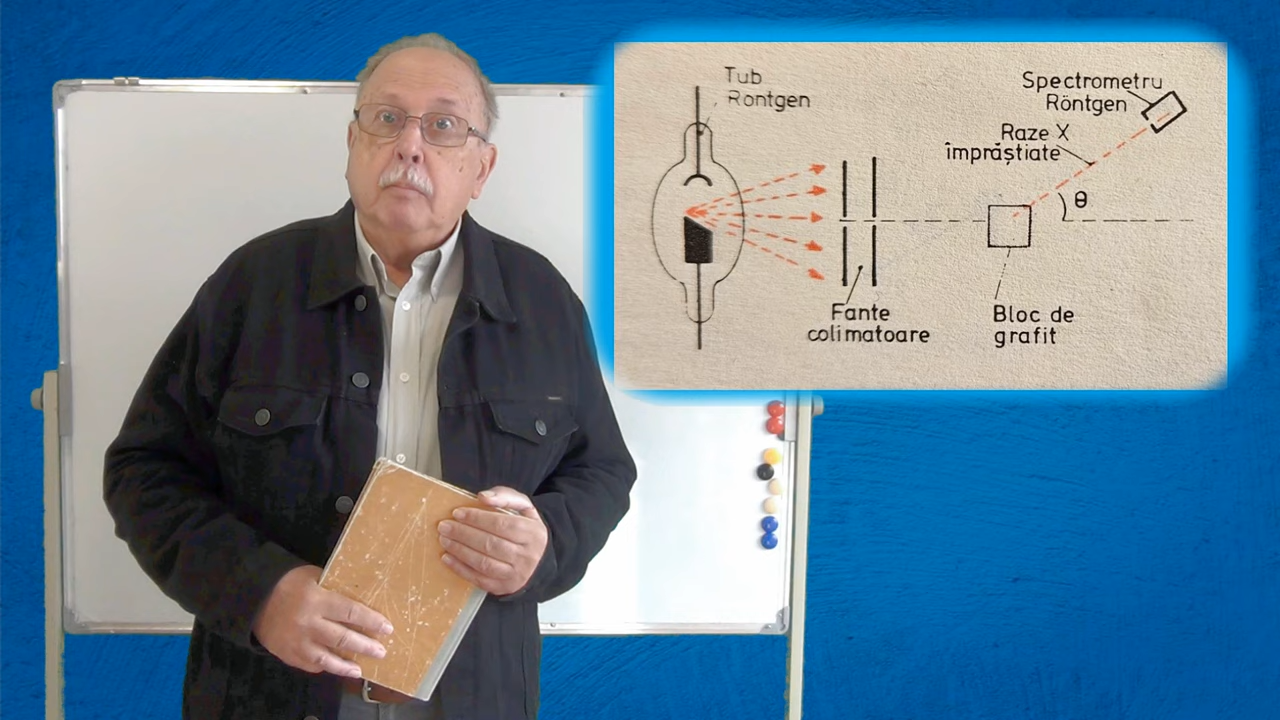 Tub
Röntgen
Spectrometru
Röntgen
Raze X
împrăștiate
θ
Fante
colimatoare
Bloc de
grafit